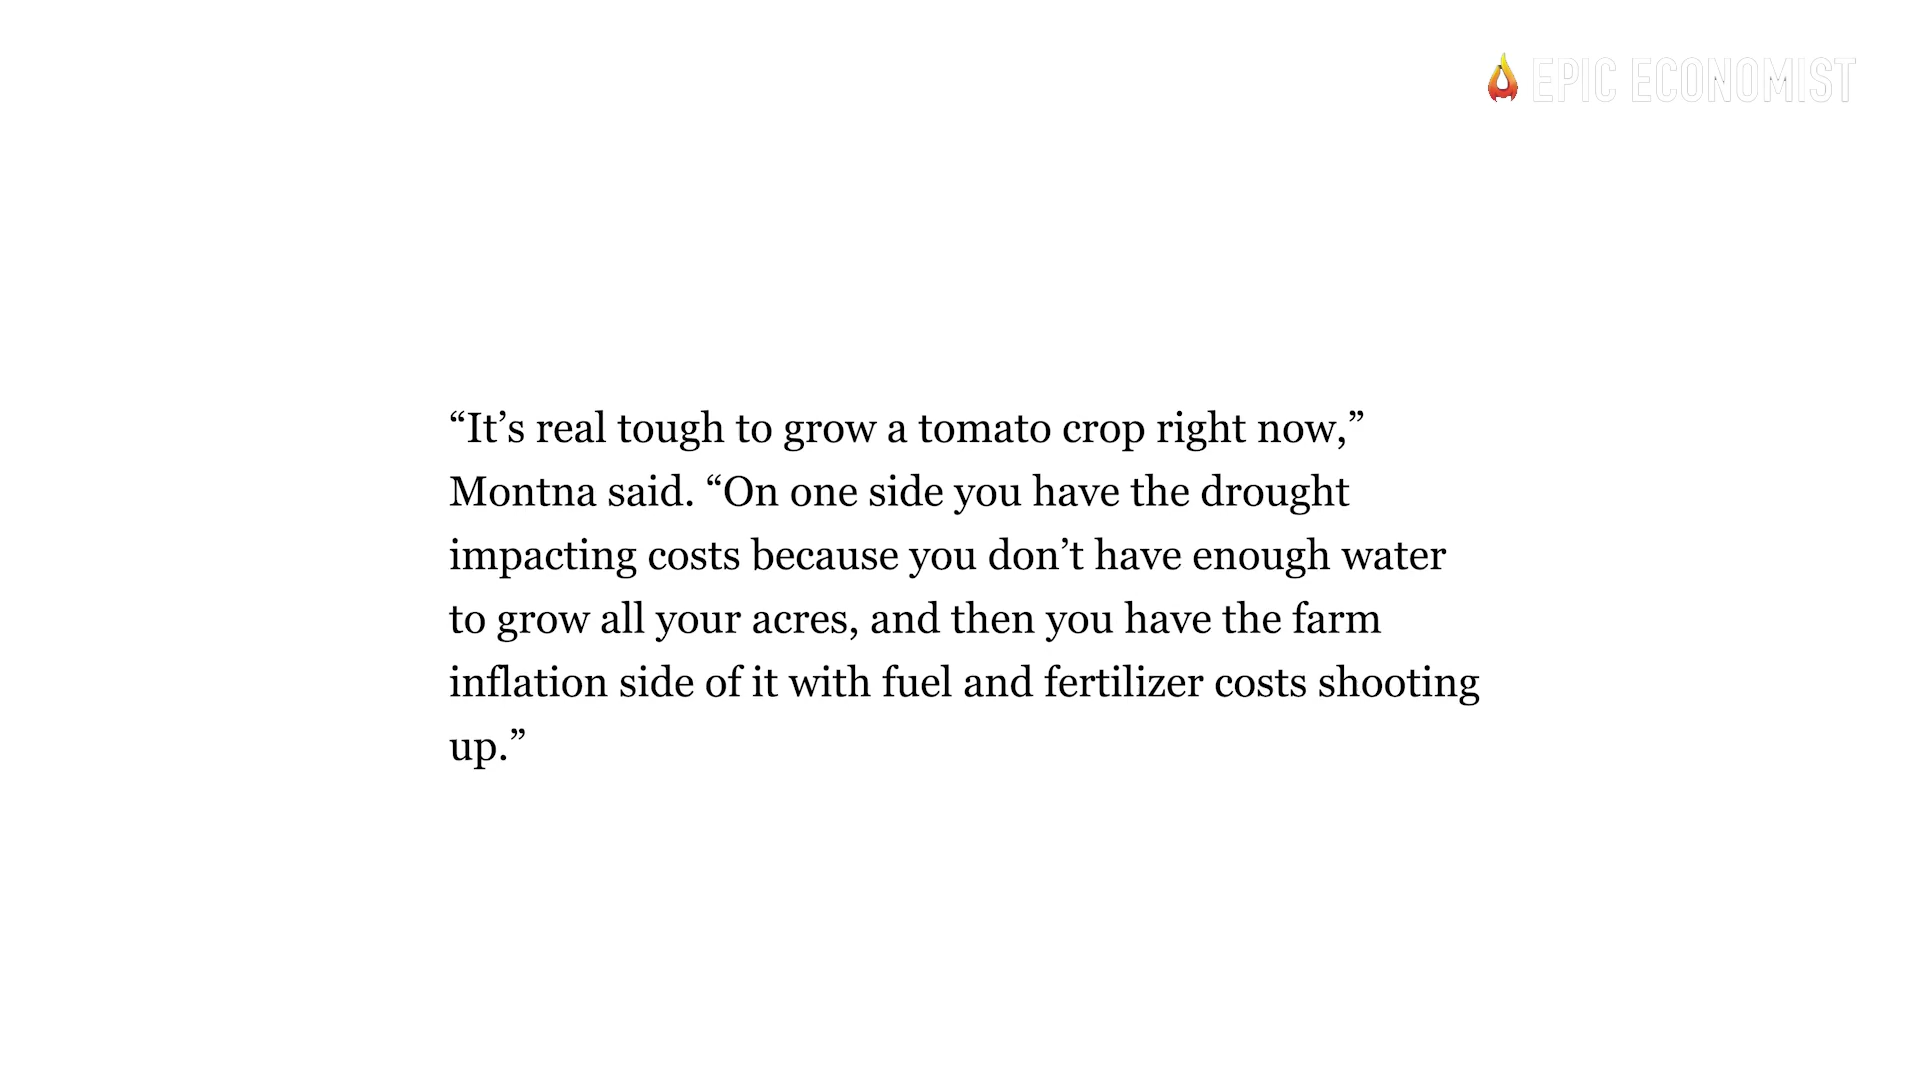 EPIC ECONOMIST
“It’s real tough to grow a tomato crop right now,”
Montna said. “On one side you have the drought
impacting costs because you don’t have enough water
to grow all your acres, and then you have the farm
inflation side of it with fuel and fertilizer costs shooting
up.”